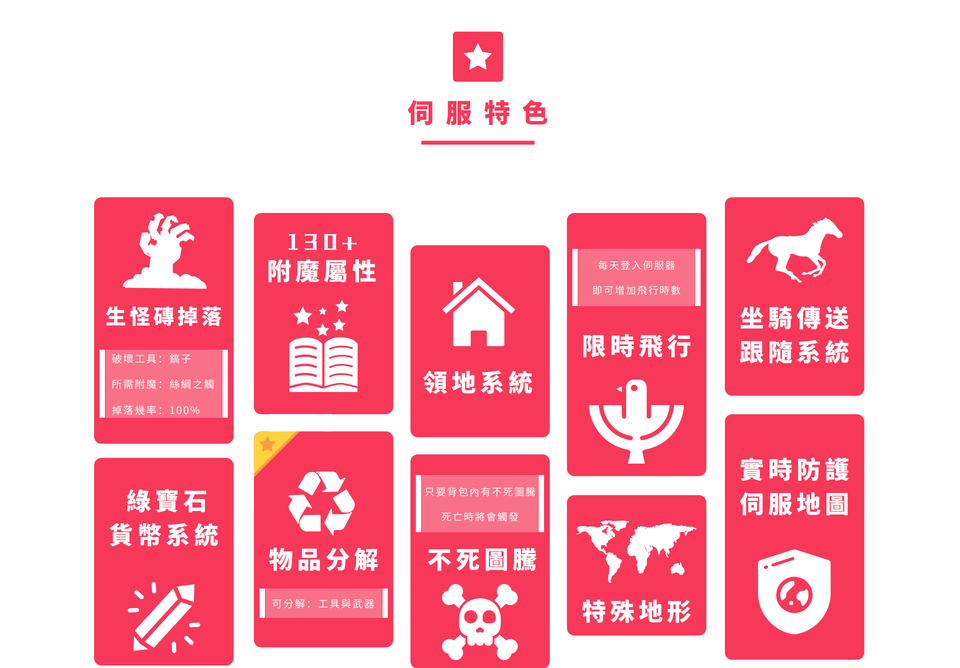 伺服特色
生怪磚掉落
破壞工具：鎬子
所需附魔：絲綢之觸
掉落幾率：100%
綠寶石
貨幣系統
130+
附魔屬性
物品分解
可分解：工具與武器
領地系統
只要背包內有不死圖騰
死亡時將會觸發
不死圖騰
每天登入伺服器
即可增加飛行時數
限時飛行
特殊地形
坐騎傳送
跟隨系統
實時防護
伺服地圖